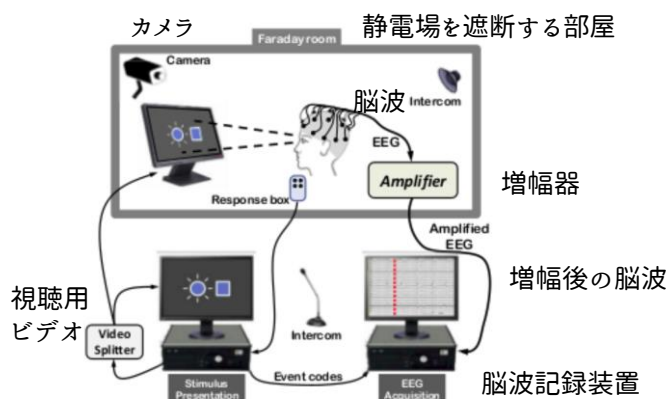 カメラ
静電場を遮断する部屋
Faraday room
Camera
脳波
Intercom
EEG
Amplifier
増幅器
Response box
Amplified
EEG
増幅後の脳波
視聴用
ビデオ
Video
Splitter
Intercom
Stimulus
Presentation
Event codes
EEG
Acquisition
脳波記録装置